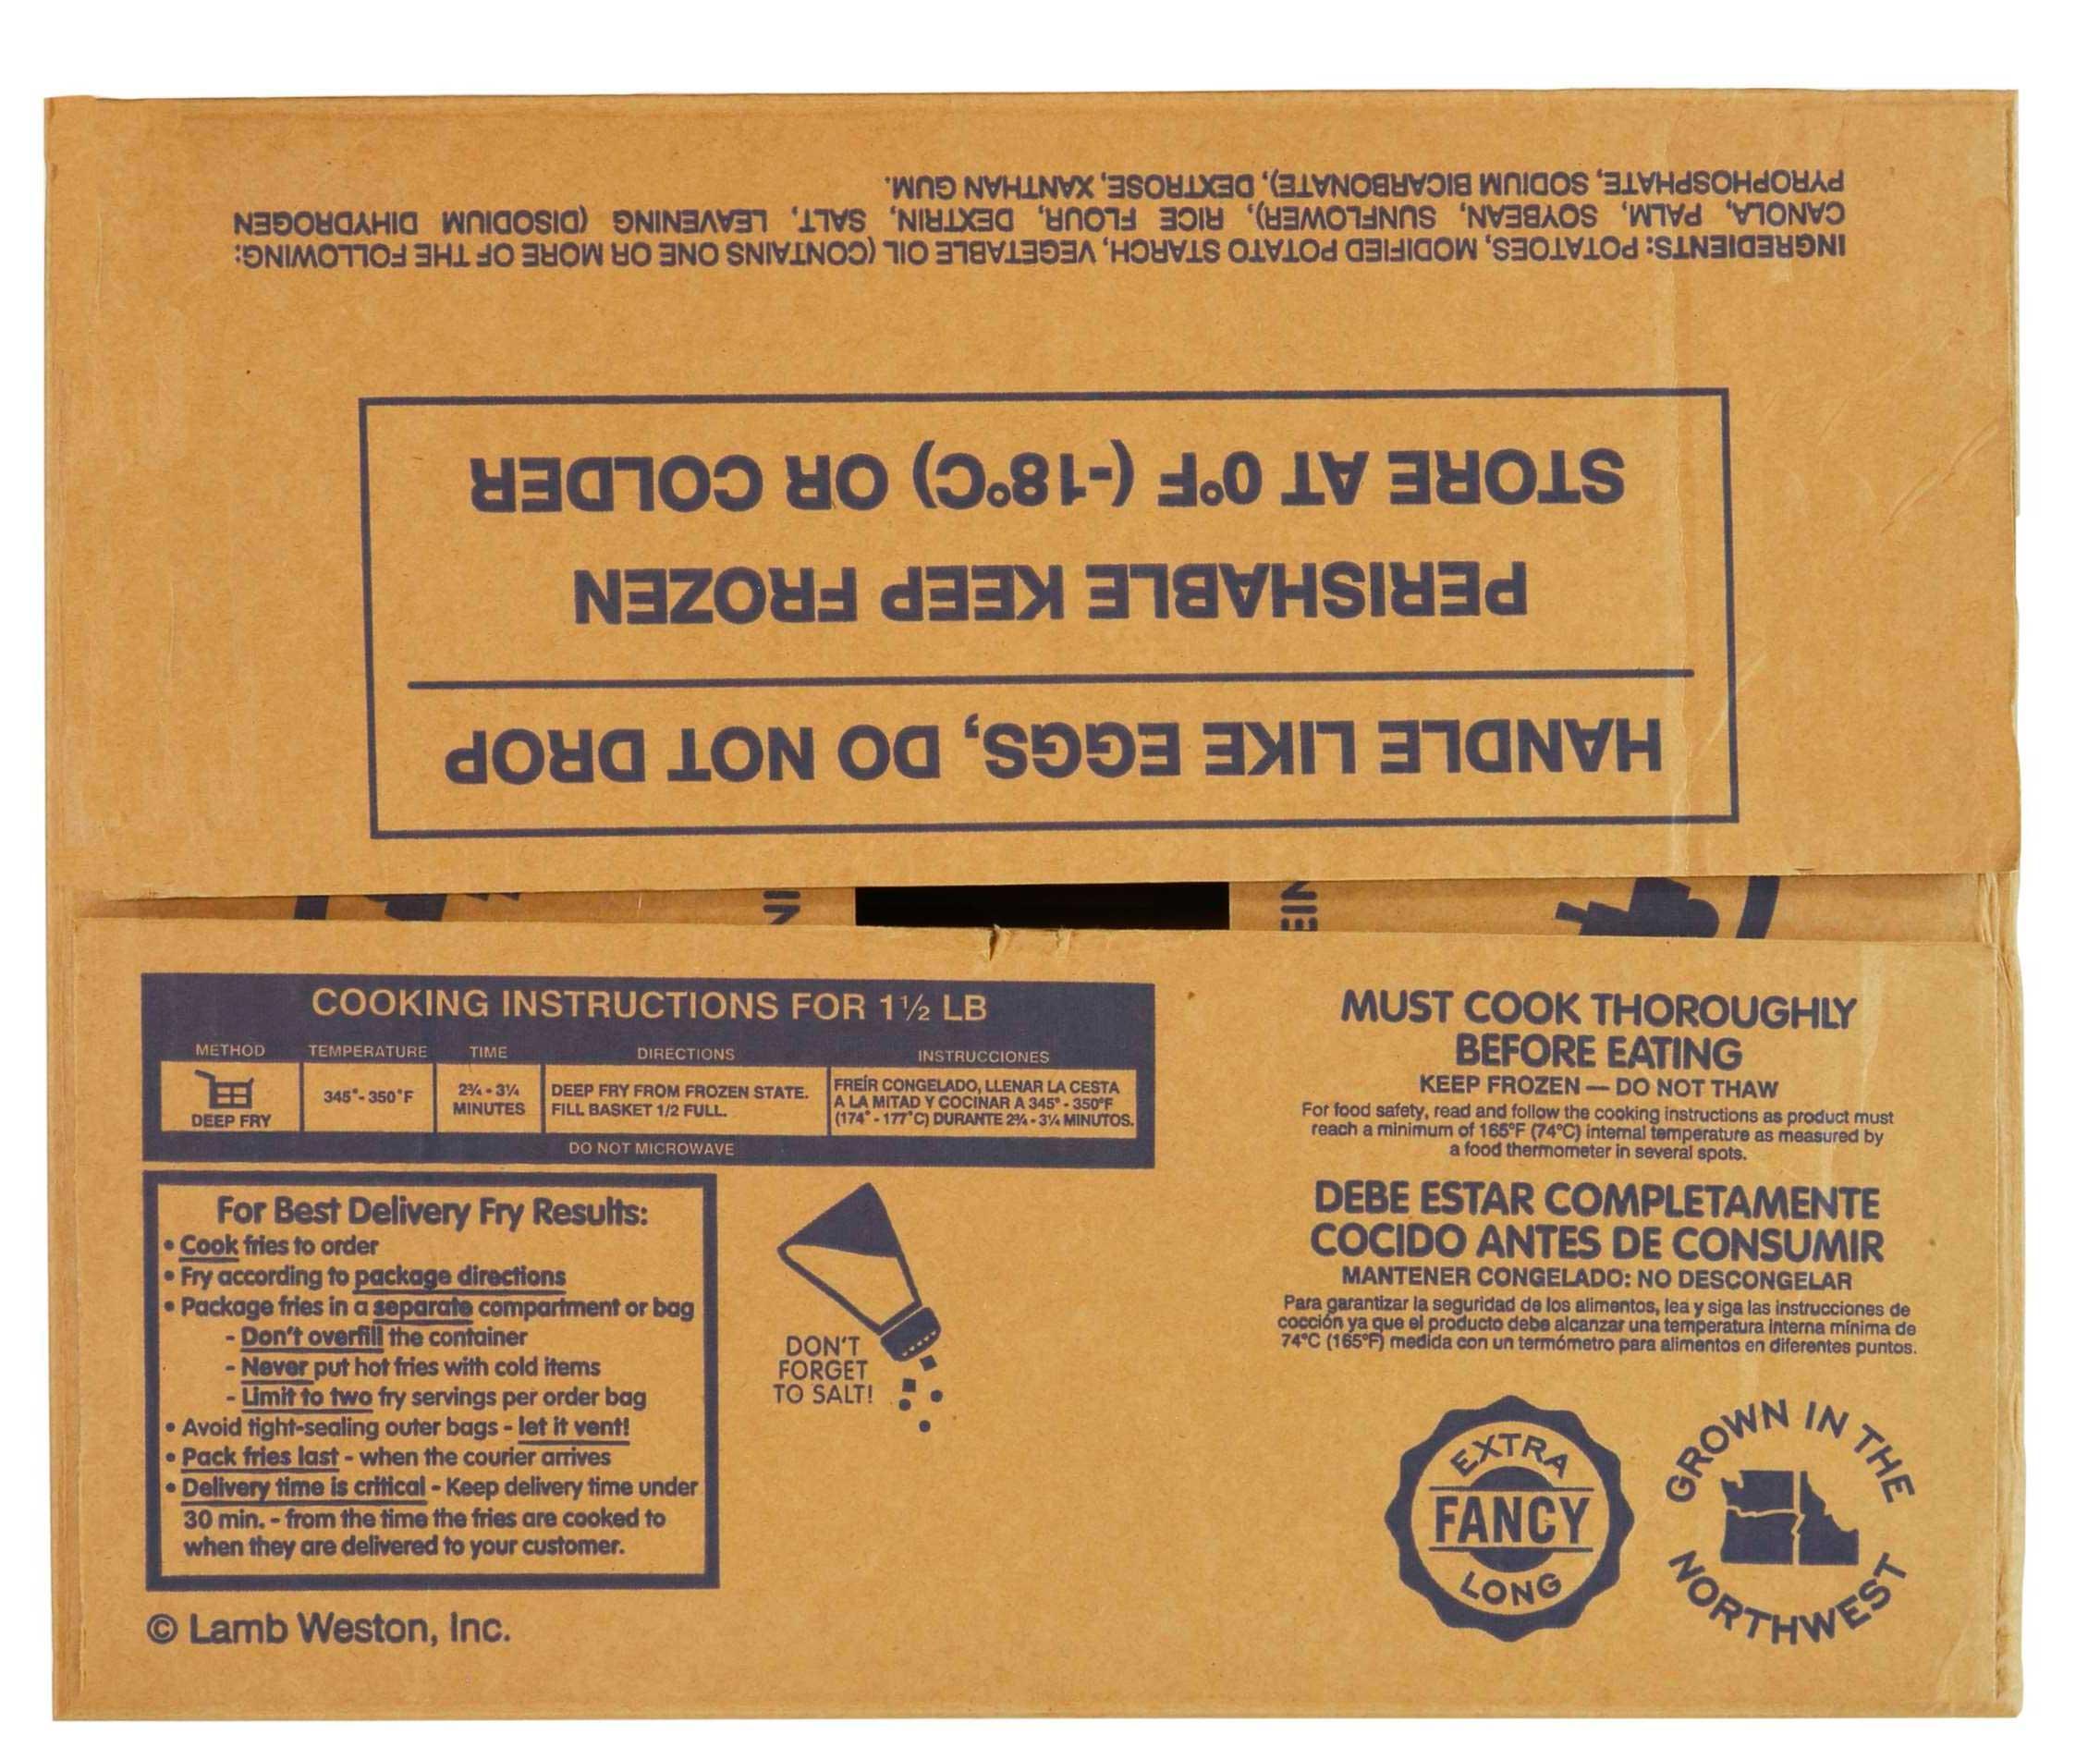 INGREDIENTS: POTATOES, MODIFIED POTATO STARCH, VEGETABLE OIL (CONTAINS ONE OR MORE OF THE FOLLOWING:
CANOLA, PALM, SOYBEAN, SUNFLOWER), RICE FLOUR, DEXTRIN, SALT, LEAVENING (DISODIUM DIHYDROGEN
PYROPHOSPHATE, SODIUM BICARBONATE), DEXTROSE, XANTHAN GUM.
HANDLE LIKE EGGS, DO NOT DROP
PERISHABLE KEEP FROZEN
STORE AT 0°F (-18°C) OR COLDER
COOKING INSTRUCTIONS FOR 1½ LB
METHOD TEMPERATURE TIME DIRECTIONS INSTRUCCIONES
DEEP FRY
345°- 350°F
2¾ - 3¼
MINUTES
DEEP FRY FROM FROZEN STATE.
FILL BASKET 1/2 FULL.
FREÍR CONGELADO, LLENAR LA CESTA
A LA MITAD Y COCINAR A 345° - 350°F
(174° - 177°C) DURANTE 2¾ - 3¼ MINUTOS.
DO NOT MICROWAVE
For Best Delivery Fry Results:
• Cook fries to order
• Fry according to package directions
• Package fries in a separate compartment or bag
- Don't overfill the container
- Never put hot fries with cold items
- Limit to two fry servings per order bag
• Avoid tight-sealing outer bags - let it vent!
• Pack fries last - when the courier arrives
• Delivery time is critical - Keep delivery time under
30 min. - from the time the fries are cooked to
when they are delivered to your customer.
© Lamb Weston, Inc.
DON'T
FORGET
TO SALT!
MUST COOK THOROUGHLY
BEFORE EATING
KEEP FROZEN — DO NOT THAW
For food safety, read and follow the cooking instructions as product must
reach a minimum of 165°F (74°C) internal temperature as measured by
a food thermometer in several spots.
DEBE ESTAR COMPLETAMENTE
COCIDO ANTES DE CONSUMIR
MANTENER CONGELADO: NO DESCONGELAR
Para garantizar la seguridad de los alimentos, lea y siga las instrucciones de
cocción ya que el producto debe alcanzar una temperatura interna mínima de
74°C (165°F) medida con un termómetro para alimentos en diferentes puntos.
EXTRA
FANCY
LONG
GROWN IN THE
NORTHWEST